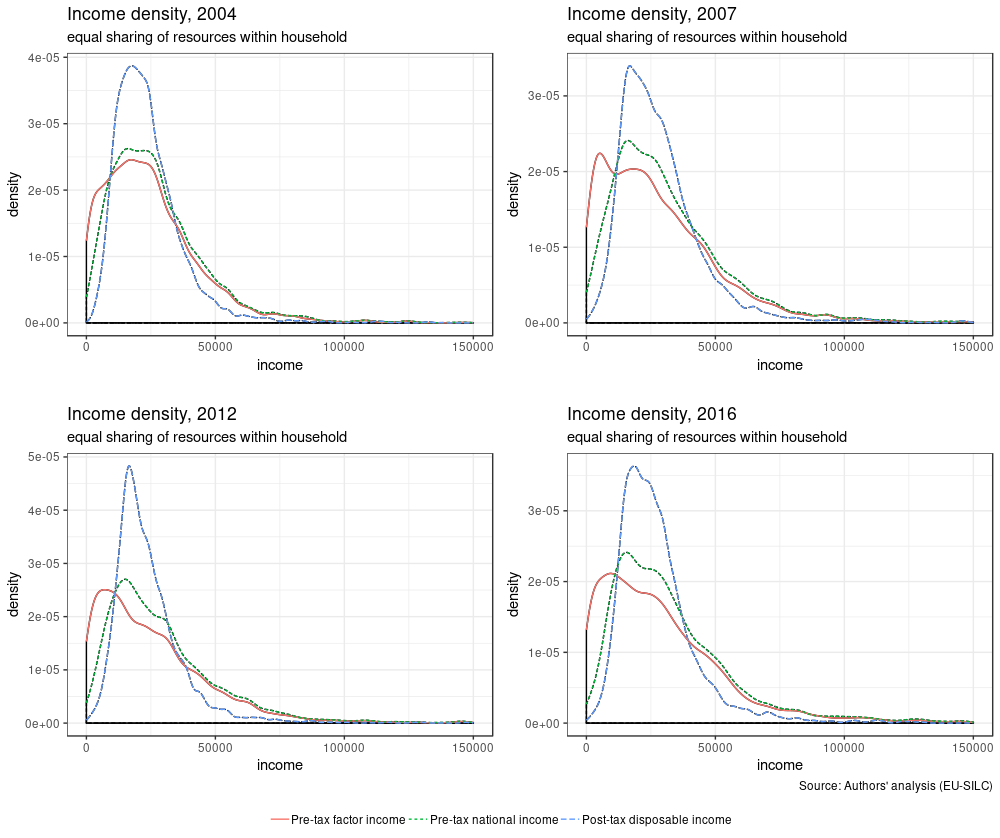 Income density, 2004
equal sharing of resources within household
4e-05
3e-05
2e-05
1e-05
0e+00
density
0
50000
100000
150000
income
Income density, 2007
equal sharing of resources within household
3e-05
2e-05
1e-05
0e+00
density
0
50000
100000
150000
income
Income density, 2012
equal sharing of resources within household
5e-05
4e-05
3e-05
2e-05
1e-05
0e+00
density
0
50000
100000
150000
income
Income density, 2016
equal sharing of resources within household
3e-05
2e-05
1e-05
0e+00
density
0
50000
100000
150000
income
Source: Authors' analysis (EU-SILC)
Pre-tax factor income
Pre-tax national income
Post-tax disposable income